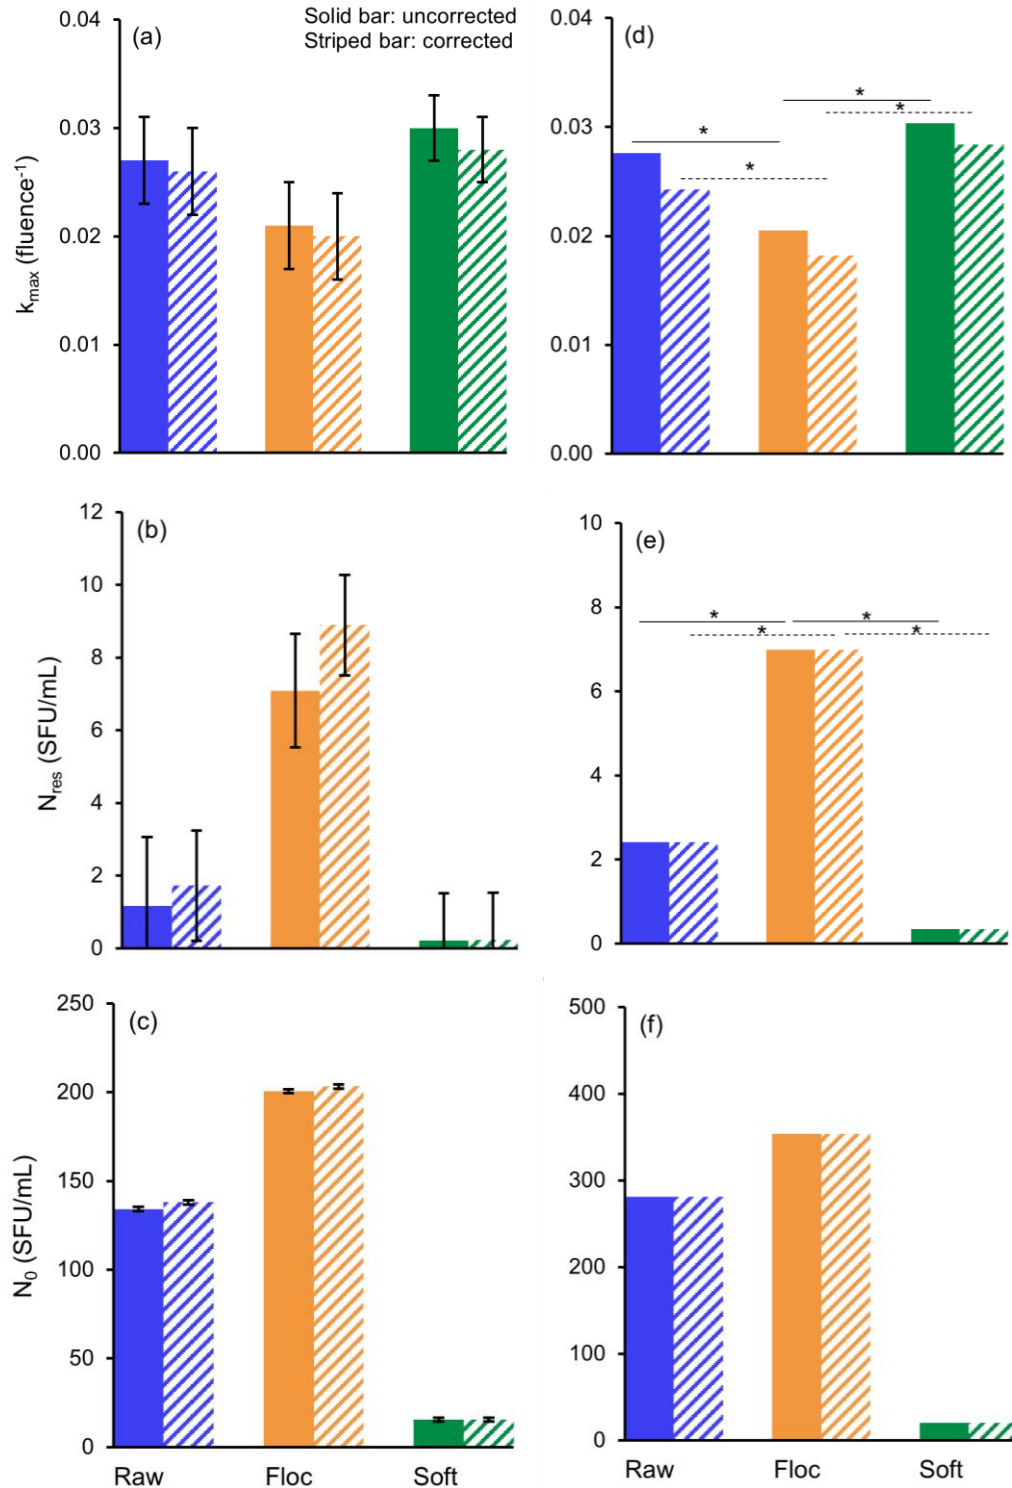 Solid bar: uncorrected
Striped bar: corrected
(a)
0.04
0.03
0.02
0.01
0.00
kmax (fluence-1)
(d)
0.04
0.03
0.02
0.01
0.00
* * * *
(b)
12
10
8
6
4
2
0
Nres (SFU/mL)
(e)
10
8
6
4
2
0
* * * *
(c)
250
200
150
100
50
0
N0 (SFU/mL)
Raw Floc Soft
(f)
500
400
300
200
100
0
Raw Floc Soft